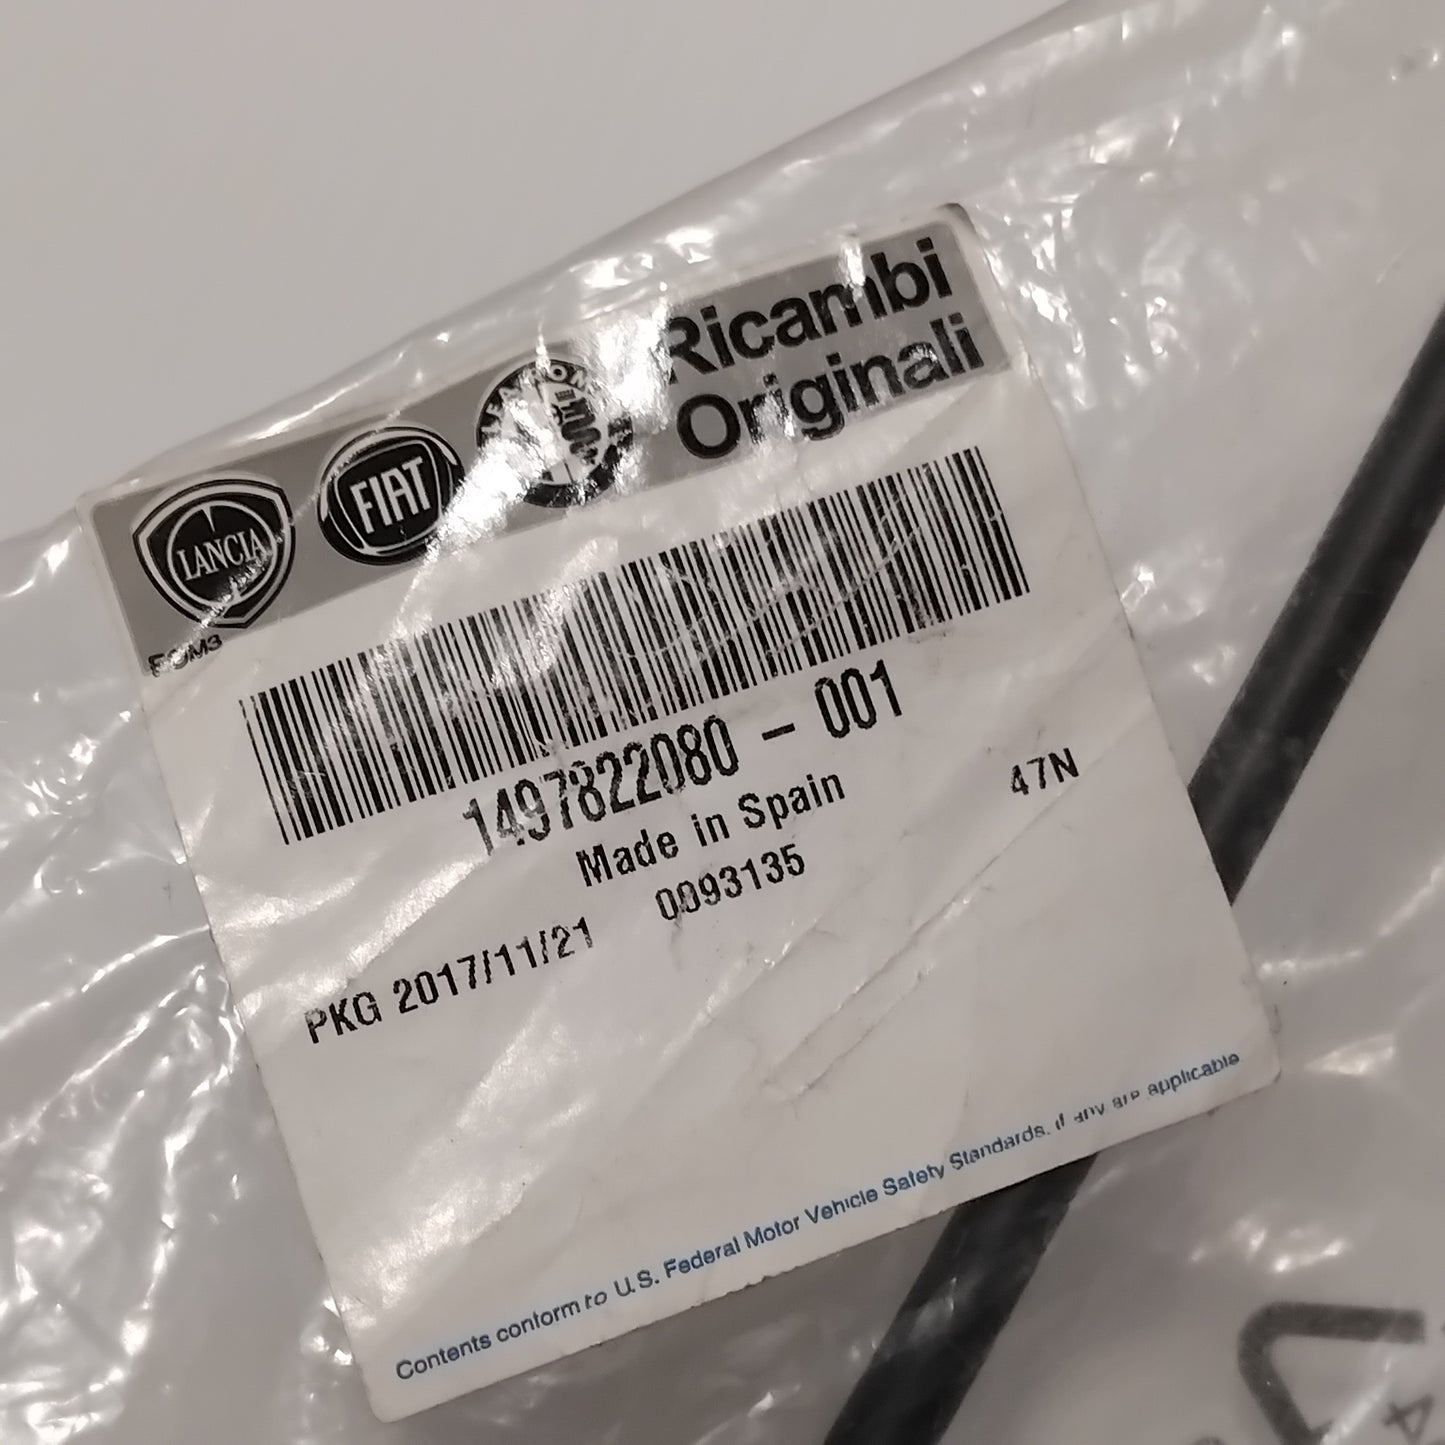 Ricambi
Originali
LANCIA
FIAT
EOM3
1497822080 - 001
Made in Spain
47N
0093135
PKG 2017/11/21
Contents conform to U.S. Federal Motor Vehicle Safety Standards, if any are applicable